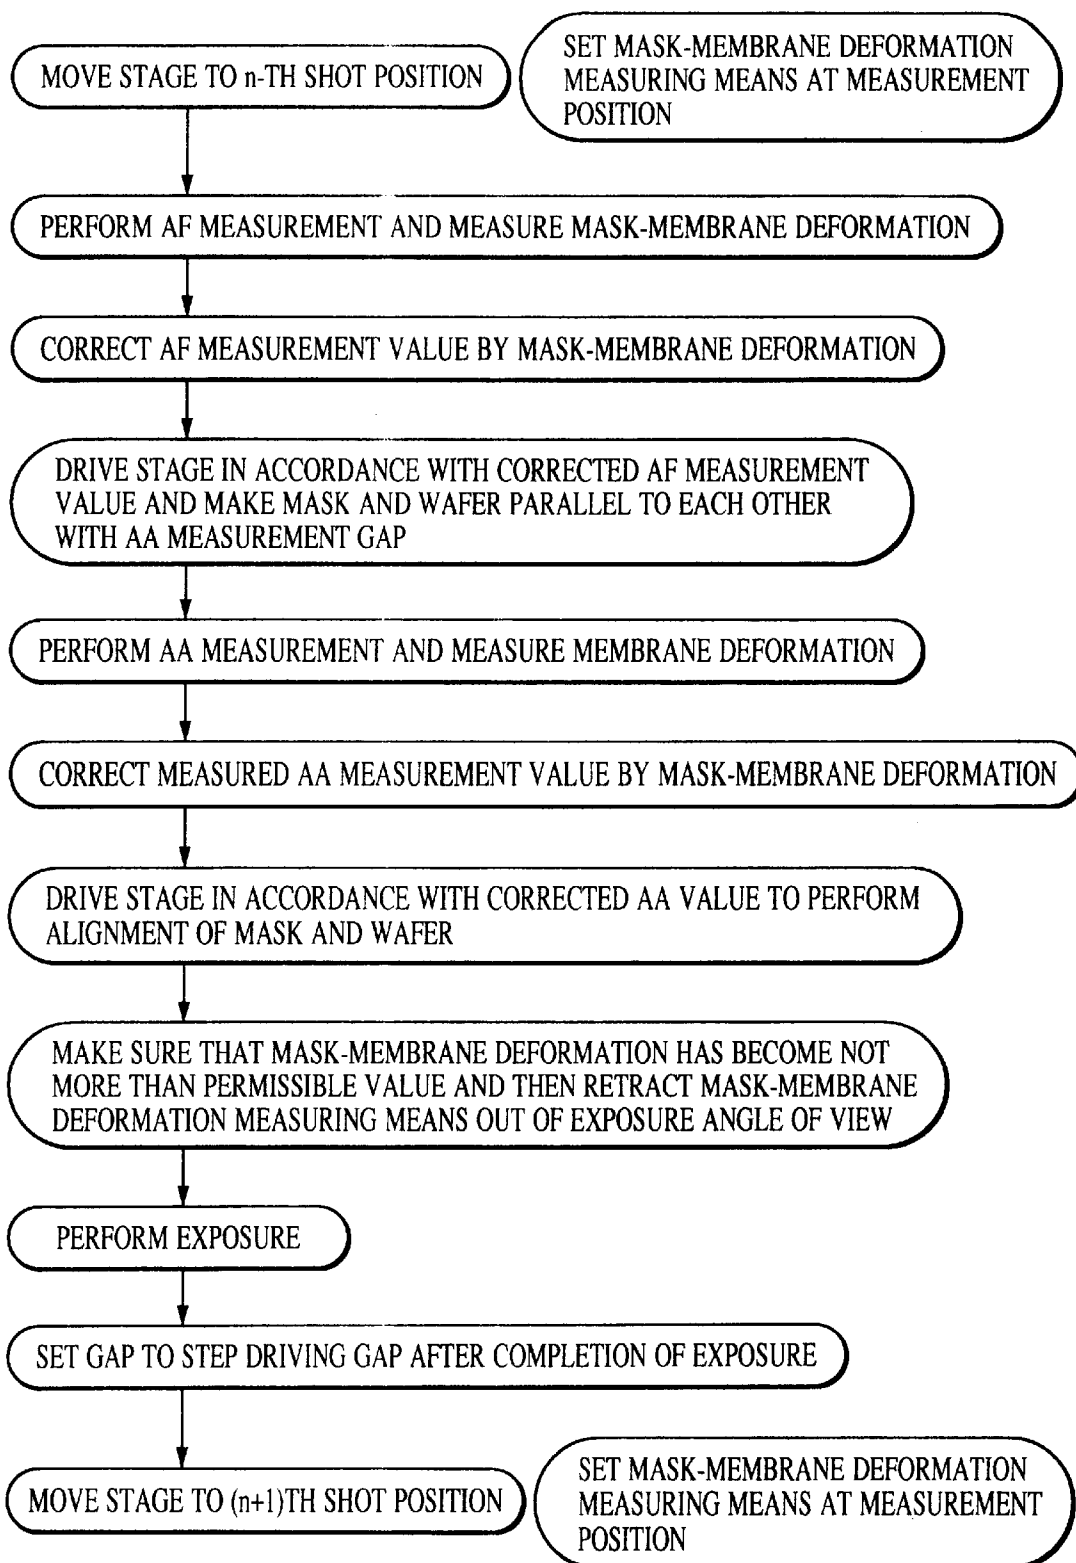 MOVE STAGE TO n-TH SHOT POSITION
SET MASK-MEMBRANE DEFORMATION
MEASURING MEANS AT MEASUREMENT
POSITION
PERFORM AF MEASUREMENT AND MEASURE MASK-MEMBRANE DEFORMATION
CORRECT AF MEASUREMENT VALUE BY MASK-MEMBRANE DEFORMATION
DRIVE STAGE IN ACCORDANCE WITH CORRECTED AF MEASUREMENT
VALUE AND MAKE MASK AND WAFER PARALLEL TO EACH OTHER
WITH AA MEASUREMENT GAP
PERFORM AA MEASUREMENT AND MEASURE MEMBRANE DEFORMATION
CORRECT MEASURED AA MEASUREMENT VALUE BY MASK-MEMBRANE DEFORMATION
DRIVE STAGE IN ACCORDANCE WITH CORRECTED AA VALUE TO PERFORM
ALIGNMENT OF MASK AND WAFER
MAKE SURE THAT MASK-MEMBRANE DEFORMATION HAS BECOME NOT
MORE THAN PERMISSIBLE VALUE AND THEN RETRACT MASK-MEMBRANE
DEFORMATION MEASURING MEANS OUT OF EXPOSURE ANGLE OF VIEW
PERFORM EXPOSURE
SET GAP TO STEP DRIVING GAP AFTER COMPLETION OF EXPOSURE
MOVE STAGE TO (n+1)TH SHOT POSITION
SET MASK-MEMBRANE DEFORMATION
MEASURING MEANS AT MEASUREMENT
POSITION